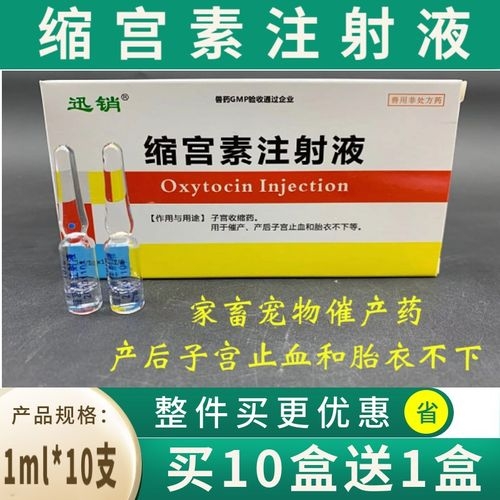 缩宫素注射液
迅销®
兽药GMP验收通过企业
兽用非处方药
缩宫素注射液
Oxytocin Injection
【作用与用途】子宫收缩药。
用于催产、产后子宫止血和胎衣不下等。
家畜宠物催产药
产后子宫止血和胎衣不下
产品规格:
1ml*10支
整件买更优惠
省
买10盒送1盒